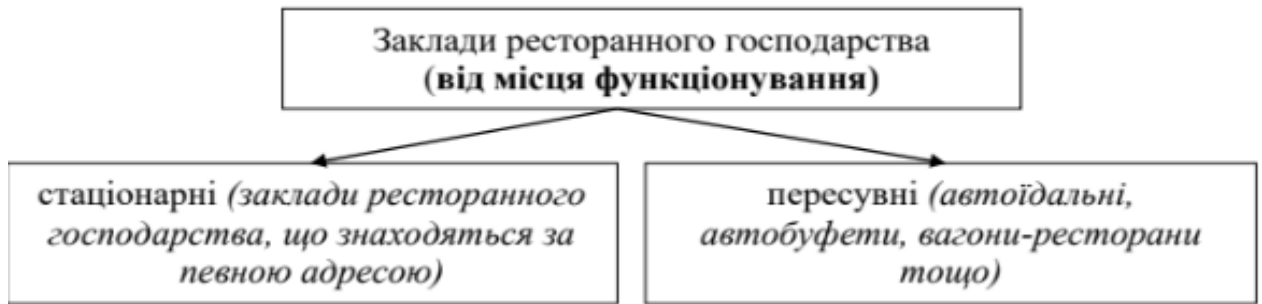 Заклади ресторанного господарства
(від місця функціонування)
стаціонарні (заклади ресторанного
господарства, що знаходяться за
певною адресою)
пересувні (автоїдальні,
автобуфети, вагони-ресторани
тощо)